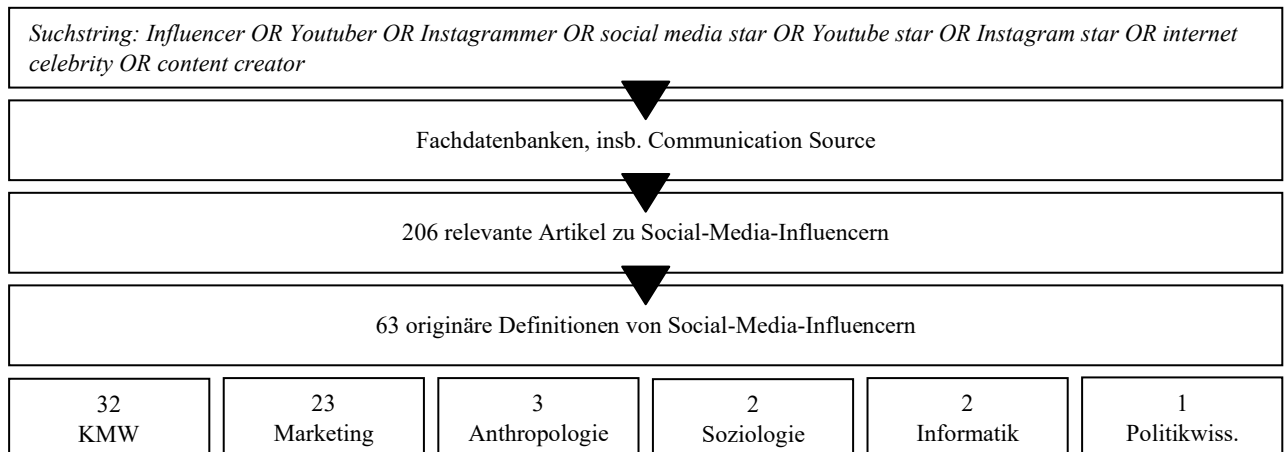 Suchstring: Influencer OR Youtuber OR Instagrammer OR social media star OR Youtube star OR Instagram star OR internet
celebrity OR content creator
Fachdatenbanken, insb. Communication Source
206 relevante Artikel zu Social-Media-Influencern
63 originäre Definitionen von Social-Media-Influencern
32
KMW
23
Marketing
3
Anthropologie
2
Soziologie
2
Informatik
1
Politikwiss.